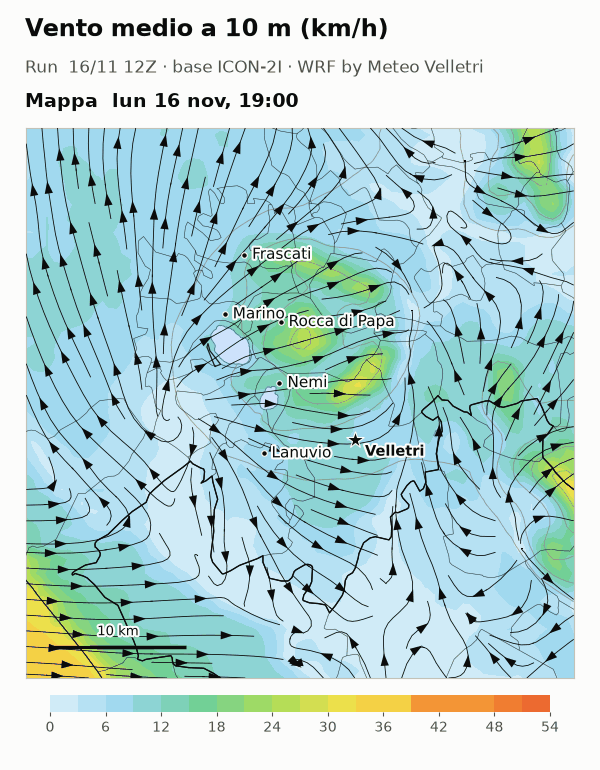 Vento medio a 10 m (km/h)
Run 16/11 12Z · base ICON-2I · WRF by Meteo Velletri
Mappa lun 16 nov, 19:00
Frascati
Marino
Rocca di Papa
Nemi
Lanuvio
Velletri
10 km
0 6 12 18 24 30 36 42 48 54